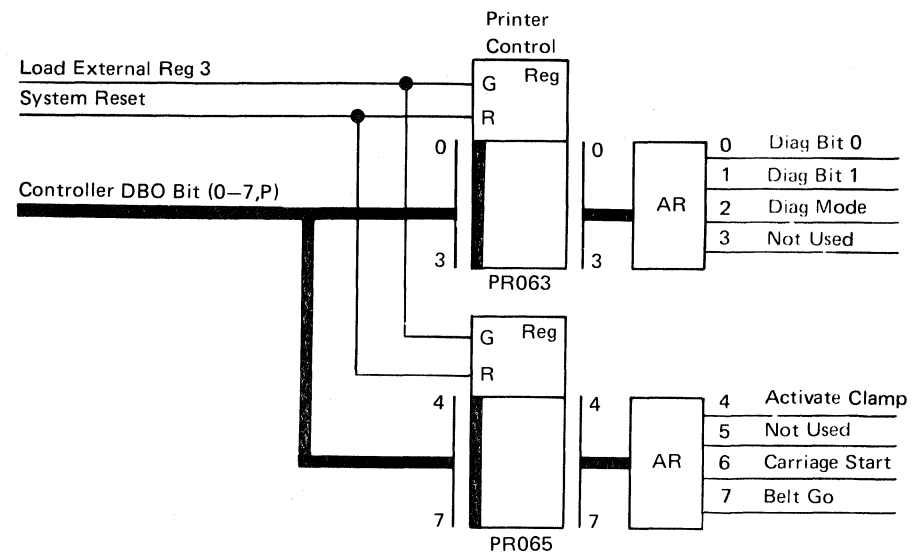 Printer
Control
Load External Reg 3
System Reset
G Reg
R
Controller DBO Bit (0–7,P)
0
3
0
3
AR
0 Diag Bit 0
1 Diag Bit 1
2 Diag Mode
3 Not Used
PR063
G Reg
R
4
7
4
7
AR
4 Activate Clamp
5 Not Used
6 Carriage Start
7 Belt Go
PR065